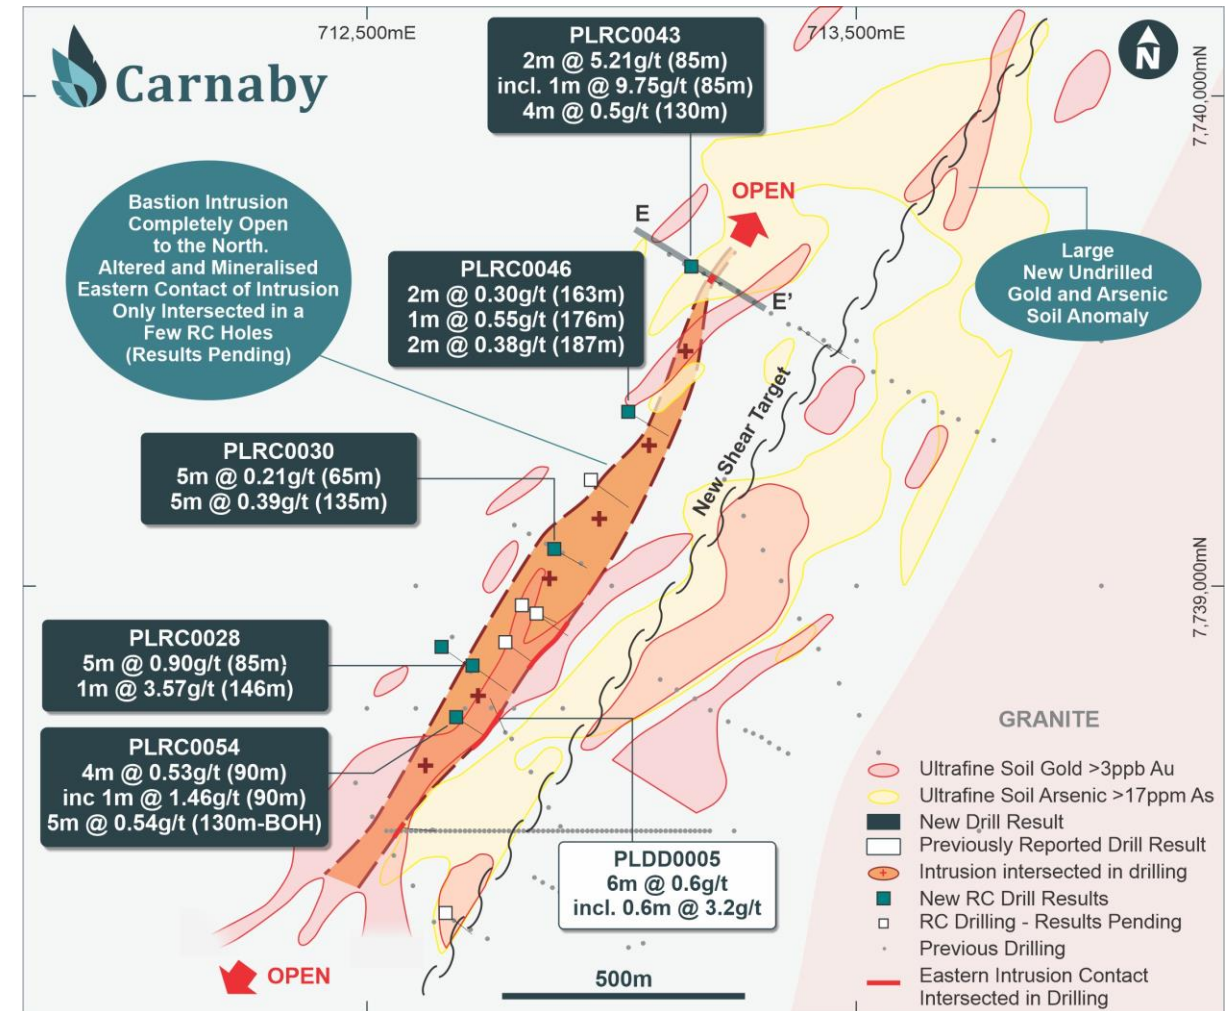 Carnaby
712,500mE
713,500mE
N
7,740,000mN
7,739,000mN
PLRC0043
2m @ 5.21g/t (85m)
incl. 1m @ 9.75g/t (85m)
4m @ 0.5g/t (130m)
OPEN
E
E'
Bastion Intrusion
Completely Open
to the North.
Altered and Mineralised
Eastern Contact of Intrusion
Only Intersected in a
Few RC Holes
(Results Pending)
PLRC0046
2m @ 0.30g/t (163m)
1m @ 0.55g/t (176m)
2m @ 0.38g/t (187m)
Large
New Undrilled
Gold and Arsenic
Soil Anomaly
New Shear Target
PLRC0030
5m @ 0.21g/t (65m)
5m @ 0.39g/t (135m)
PLRC0028
5m @ 0.90g/t (85m)
1m @ 3.57g/t (146m)
PLRC0054
4m @ 0.53g/t (90m)
inc 1m @ 1.46g/t (90m)
5m @ 0.54g/t (130m-BOH)
PLDD0005
6m @ 0.6g/t
incl. 0.6m @ 3.2g/t
OPEN
500m
GRANITE
Ultrafine Soil Gold >3ppb Au
Ultrafine Soil Arsenic >17ppm As
New Drill Result
Previously Reported Drill Result
Intrusion intersected in drilling
New RC Drill Results
RC Drilling - Results Pending
Previous Drilling
Eastern Intrusion Contact
Intersected in Drilling